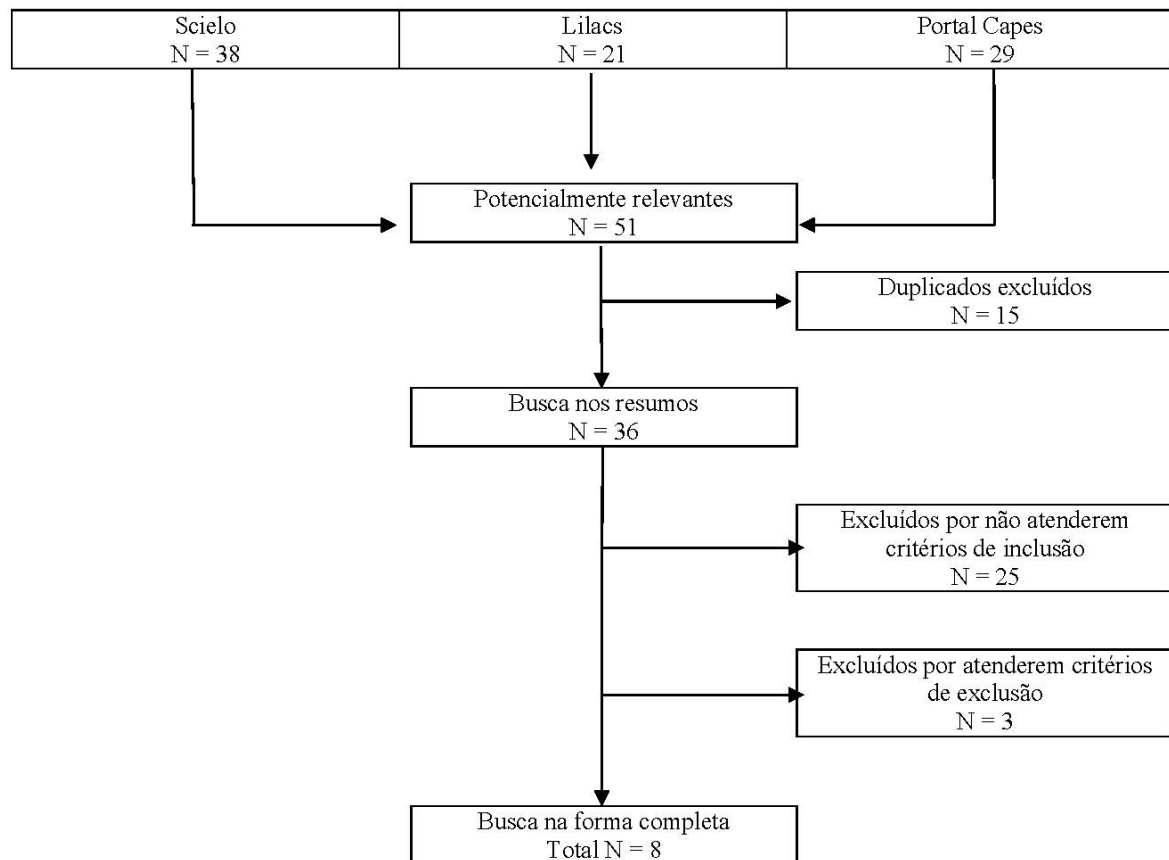 Scielo
N = 38
Lilacs
N = 21
Portal Capes
N = 29
Potencialmente relevantes
N = 51
Duplicados excluídos
N = 15
Busca nos resumos
N = 36
Excluídos por não atenderem
critérios de inclusão
N = 25
Excluídos por atenderem critérios
de exclusão
N = 3
Busca na forma completa
Total N = 8